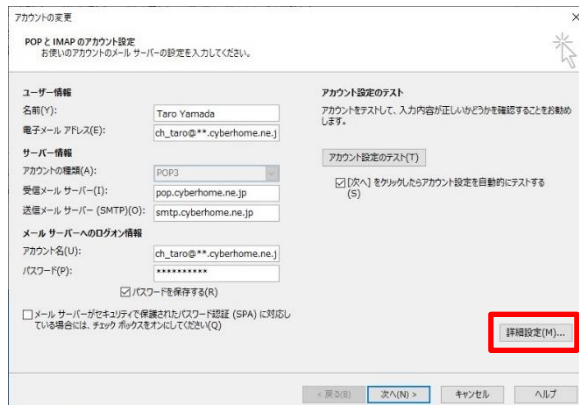 アカウントの変更
POP と IMAP のアカウント設定
お使いのアカウントのメール サーバーの設定を入力してください。
ユーザー情報
名前(Y):
Taro Yamada
電子メール アドレス(E):
ch_taro@**.cyberhome.ne.j
サーバー情報
アカウントの種類(A):
POP3
受信メール サーバー(I):
pop.cyberhome.ne.jp
送信メール サーバー (SMTP)(O):
smtp.cyberhome.ne.jp
メール サーバーへのログオン情報
アカウント名(U):
ch_taro@**.cyberhome.ne.j
パスワード(P):
**********
パスワードを保存する(R)
メール サーバーがセキュリティで保護されたパスワード認証 (SPA) に対応し
ている場合には、チェック ボックスをオンにしてください(Q)
アカウント設定のテスト
アカウントをテストして、入力内容が正しいかどうかを確認することをお勧め
します。
アカウント設定のテスト(T)
[次へ] をクリックしたらアカウント設定を自動的にテストする
(S)
詳細設定(M)...
< 戻る(B)
次へ(N) >
キャンセル
ヘルプ